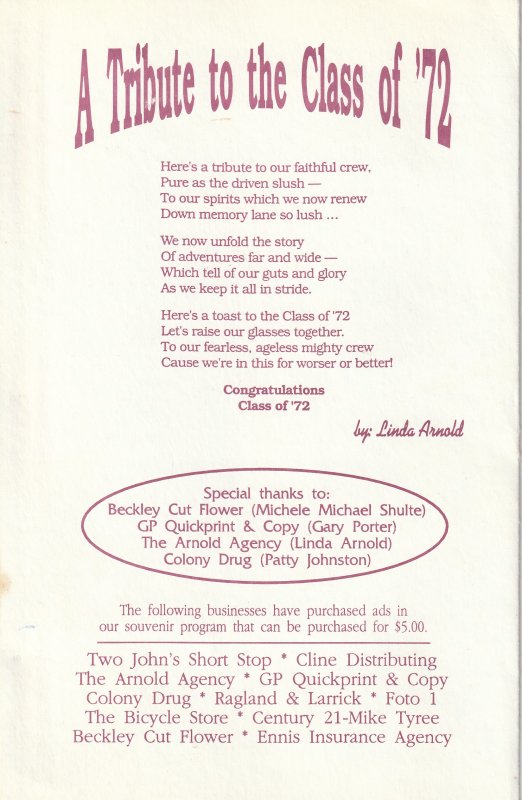 A Tribute to the Class of '72
Here's a tribute to our faithful crew,
Pure as the driven slush —
To our spirits which we now renew
Down memory lane so lush ...
We now unfold the story
Of adventures far and wide —
Which tell of our guts and glory
As we keep it all in stride.
Here's a toast to the Class of '72
Let's raise our glasses together.
To our fearless, ageless mighty crew
Cause we're in this for worser or better!
Congratulations
Class of '72
by: Linda Arnold
Special thanks to:
Beckley Cut Flower (Michele Michael Shulte)
GP Quickprint & Copy (Gary Porter)
The Arnold Agency (Linda Arnold)
Colony Drug (Patty Johnston)
The following businesses have purchased ads in
our souvenir program that can be purchased for $5.00.
Two John's Short Stop * Cline Distributing
The Arnold Agency * GP Quickprint & Copy
Colony Drug * Ragland & Larrick * Foto 1
The Bicycle Store * Century 21-Mike Tyree
Beckley Cut Flower * Ennis Insurance Agency